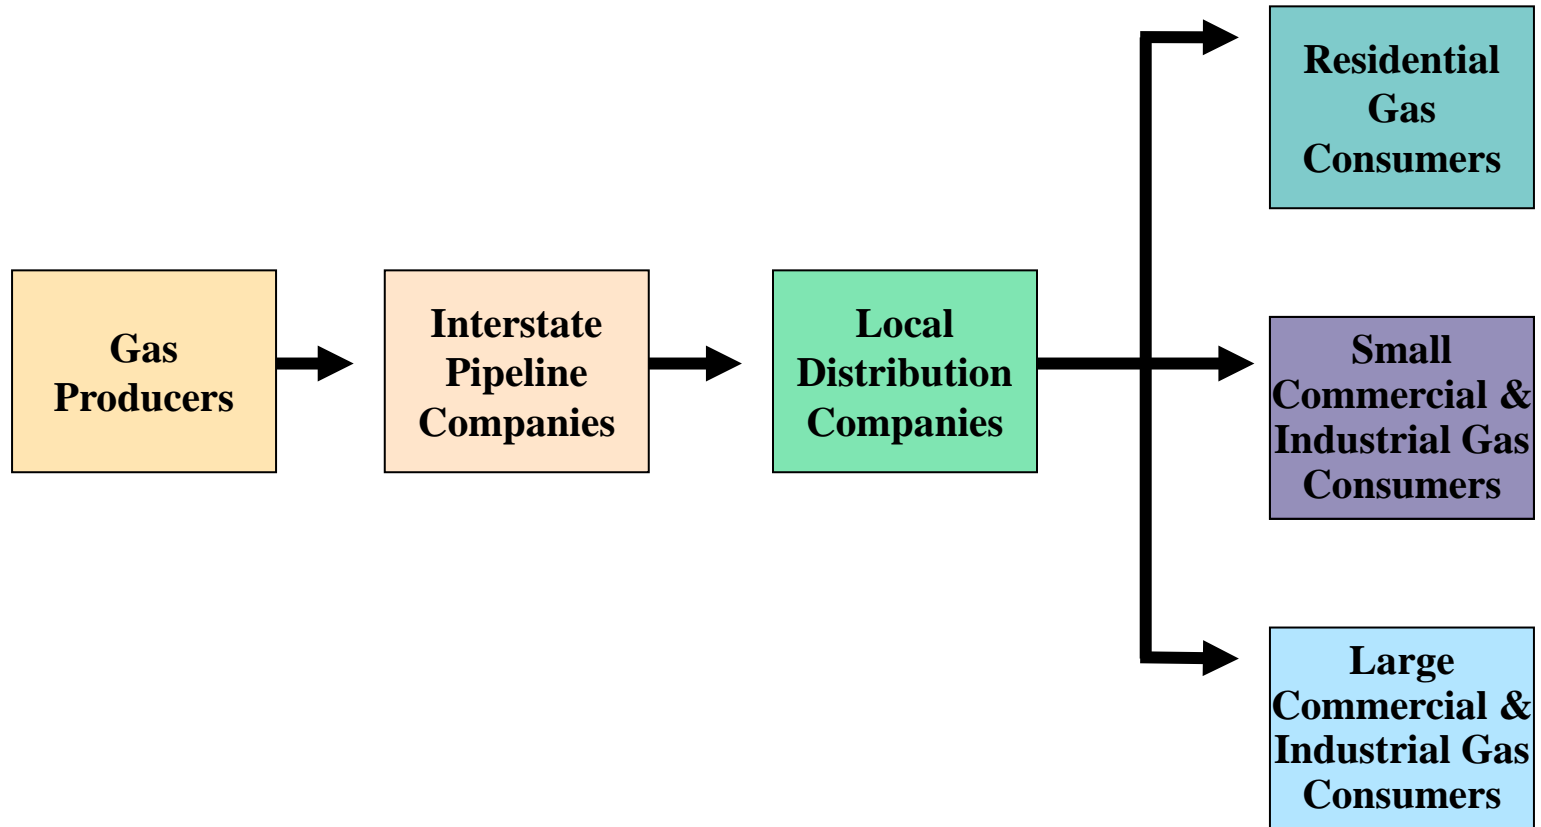 Residential
Gas
Consumers
Gas
Producers
Interstate
Pipeline
Companies
Local
Distribution
Companies
Small
Commercial &
Industrial Gas
Consumers
Large
Commercial &
Industrial Gas
Consumers